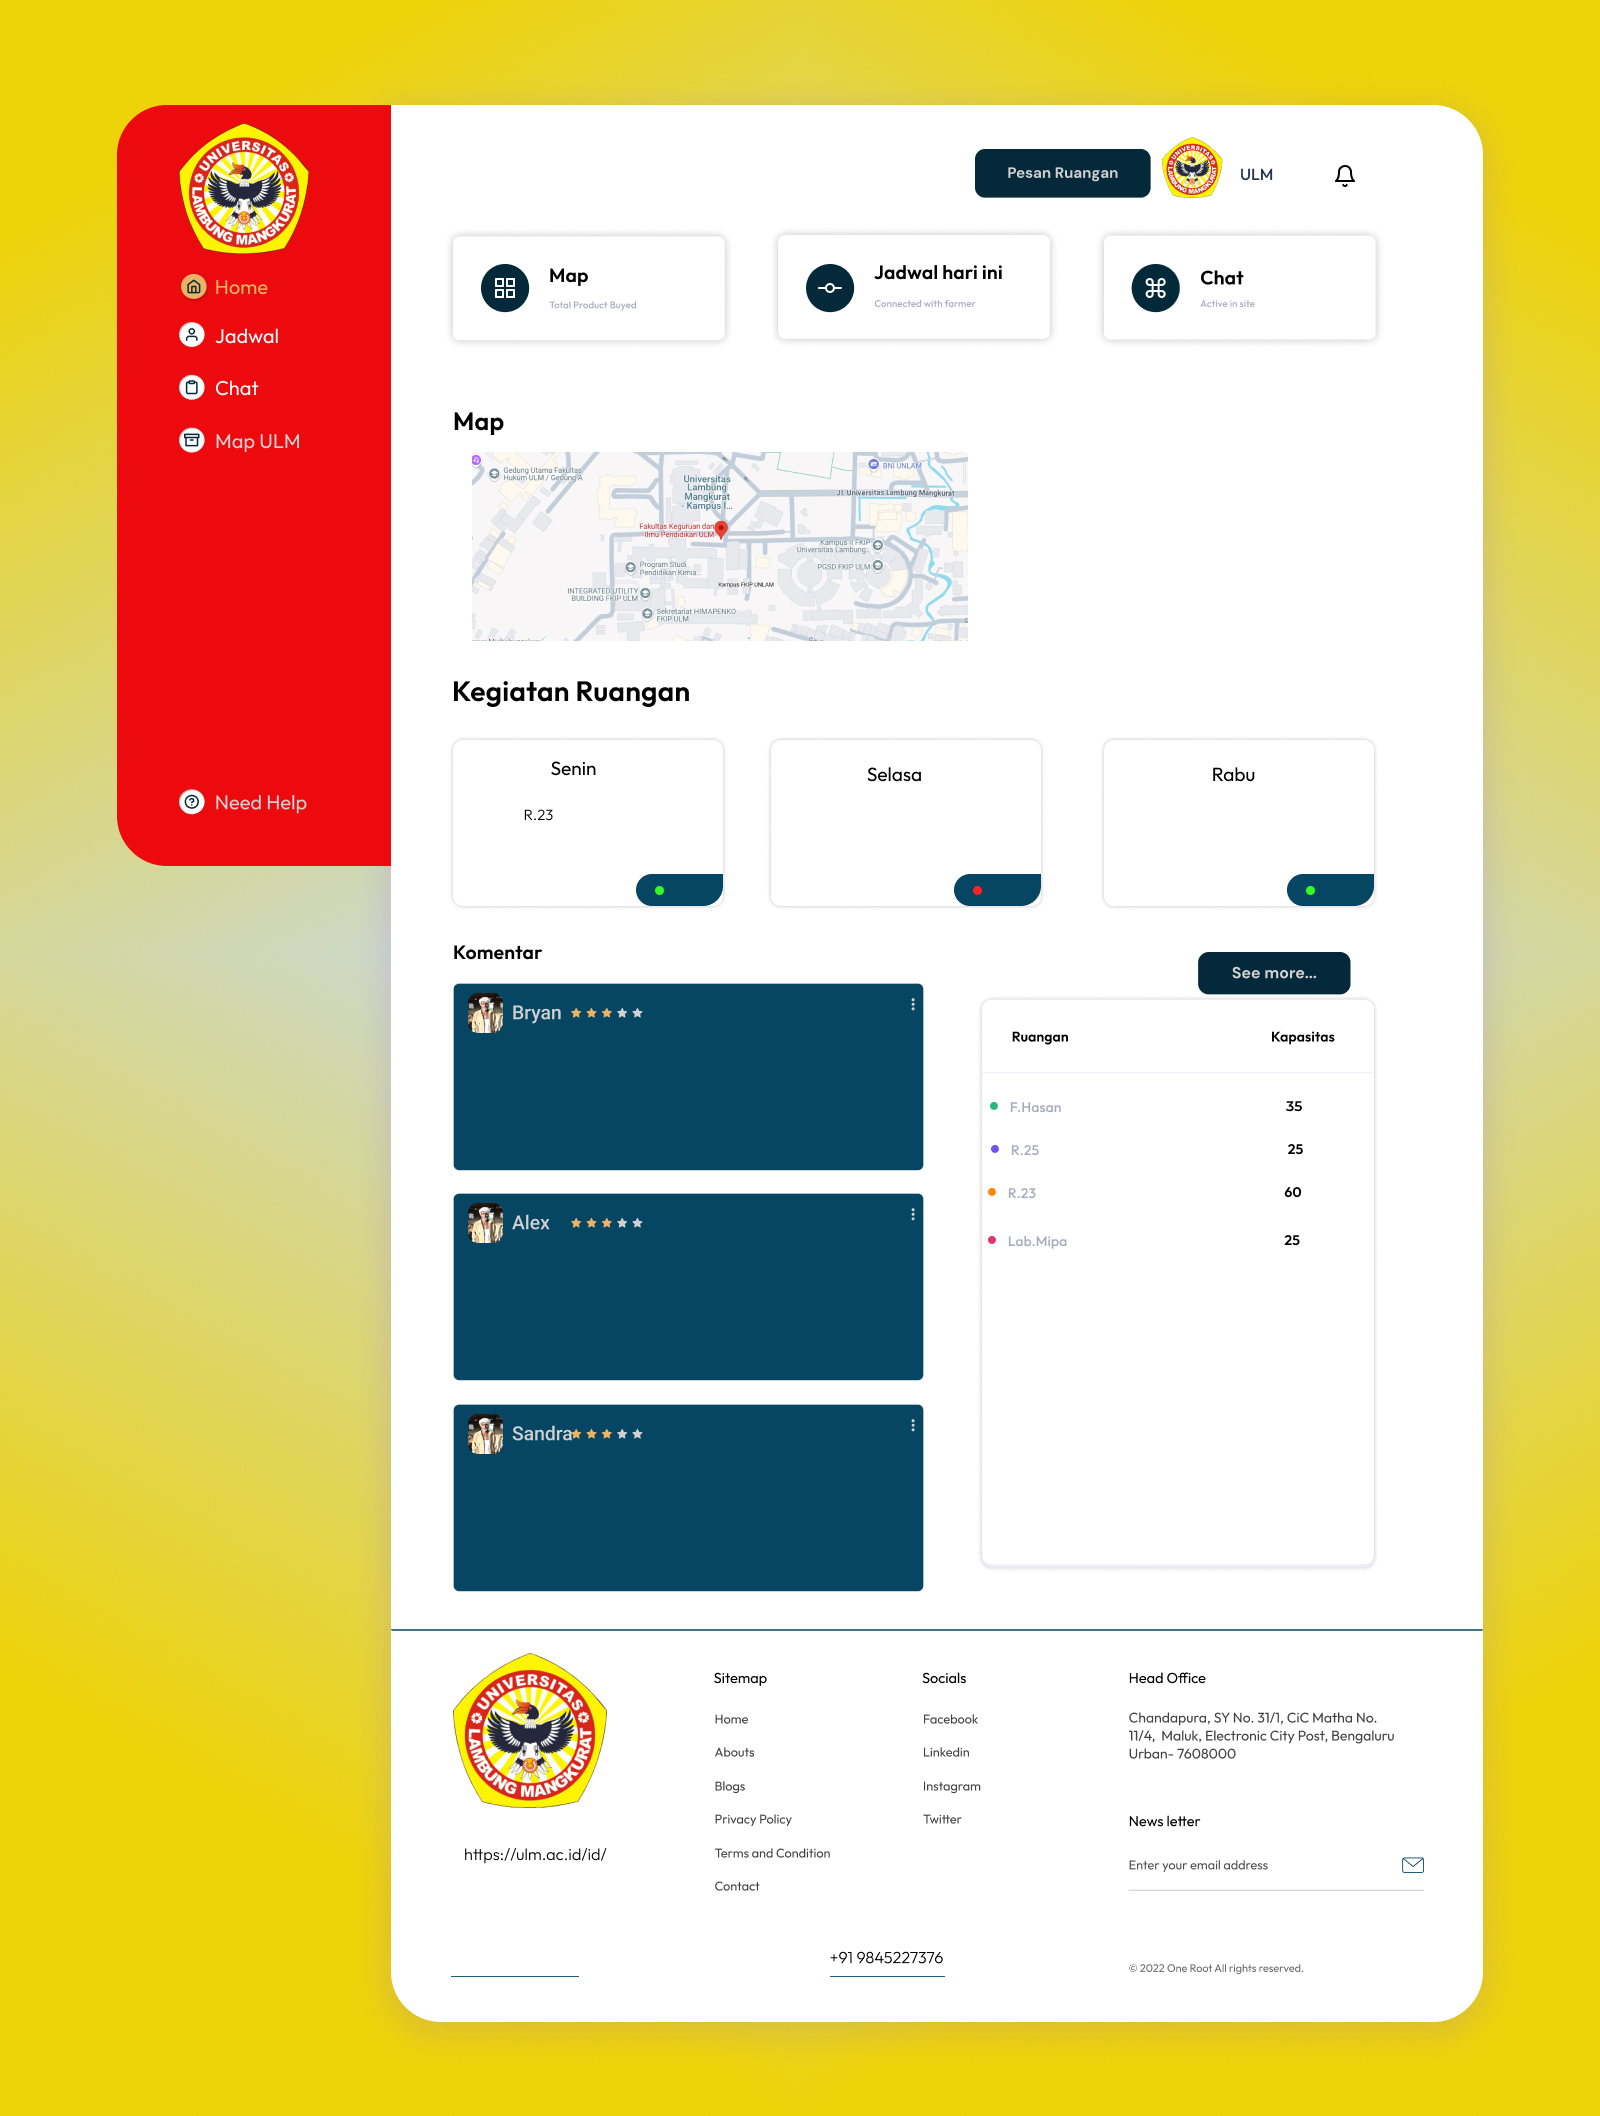 UNIVERSITAS
LAMBUNG MANGKURAT
Home
Jadwal
Chat
Map ULM
Need Help
Pesan Ruangan
UNIVERSITAS
LAMBUNG MANGKURAT
ULM
Map
Total Product Buyed
Jadwal hari ini
Connected with farmer
Chat
Active in site
Map
Gedung Utama Fakultas
Hukum ULM / Gedung A
Universitas
Lambung
Mangkurat
Kampus I...
BNI UNLAM
Jl. Universitas Lambung Mangkurat
Fakultas Keguruan dan
Ilmu Pendidikan ULM
Kampus II FKIP
Universitas Lambung...
PGSD FKIP ULM
Program Studi
Pendidikan Kimia...
Kampus FKIP UNLAM
INTEGRATED UTILITY
BUILDING FKIP ULM
Sekretariat HIMAPENKO
FKIP ULM
Kegiatan Ruangan
Senin
R.23
Selasa
Rabu
Komentar
Bryan
Alex
Sandra
See more...
Ruangan Kapasitas
F.Hasan 35
R.25 25
R.23 60
Lab.Mipa 25
UNIVERSITAS
LAMBUNG MANGKURAT
https://ulm.ac.id/id/
Sitemap
Home
Abouts
Blogs
Privacy Policy
Terms and Condition
Contact
Socials
Facebook
Linkedin
Instagram
Twitter
Head Office
Chandapura, SY No. 31/1, CiC Matha No.
11/4, Maluk, Electronic City Post, Bengaluru
Urban- 7608000
News letter
Enter your email address
+91 9845227376
© 2022 One Root All rights reserved.